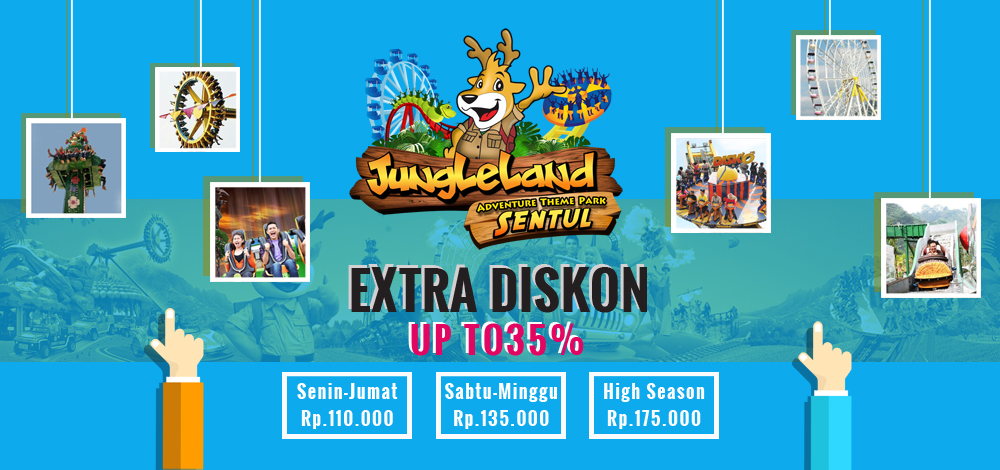 JUNGLELAND
ADVENTURE THEME PARK
SENTUL
EXTRA DISKON
UP TO35%
Senin-Jumat
Rp.110.000
Sabtu-Minggu
Rp.135.000
High Season
Rp.175.000